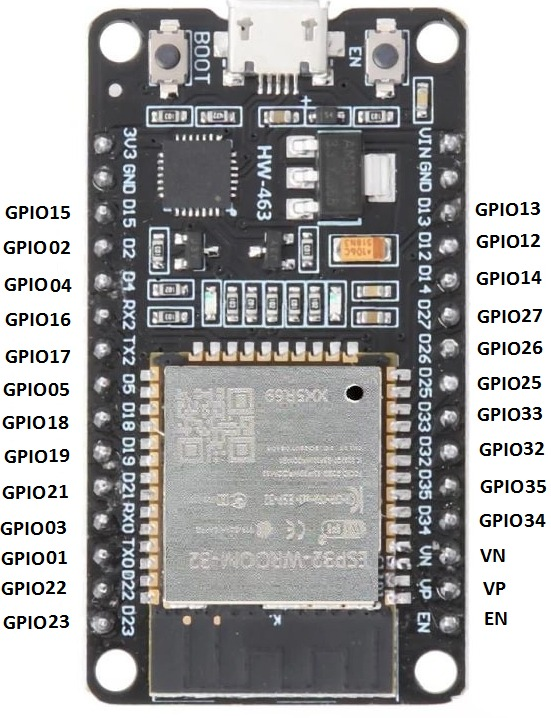 BOOT
EN
HW-463
3V3
GND
D15
D2
D4
RX2
TX2
D5
D18
D19
D21
RX0
TX0
D22
D23
VIN
GND
D13
D12
D14
D27
D26
D25
D33
D32
D35
D34
VN
VP
EN
GPIO15
GPIO02
GPIO04
GPIO16
GPIO17
GPIO05
GPIO18
GPIO19
GPIO21
GPIO03
GPIO01
GPIO22
GPIO23
GPIO13
GPIO12
GPIO14
GPIO27
GPIO26
GPIO25
GPIO33
GPIO32
GPIO35
GPIO34
VN
VP
EN
XX5R69
ESP32-WROOM-32